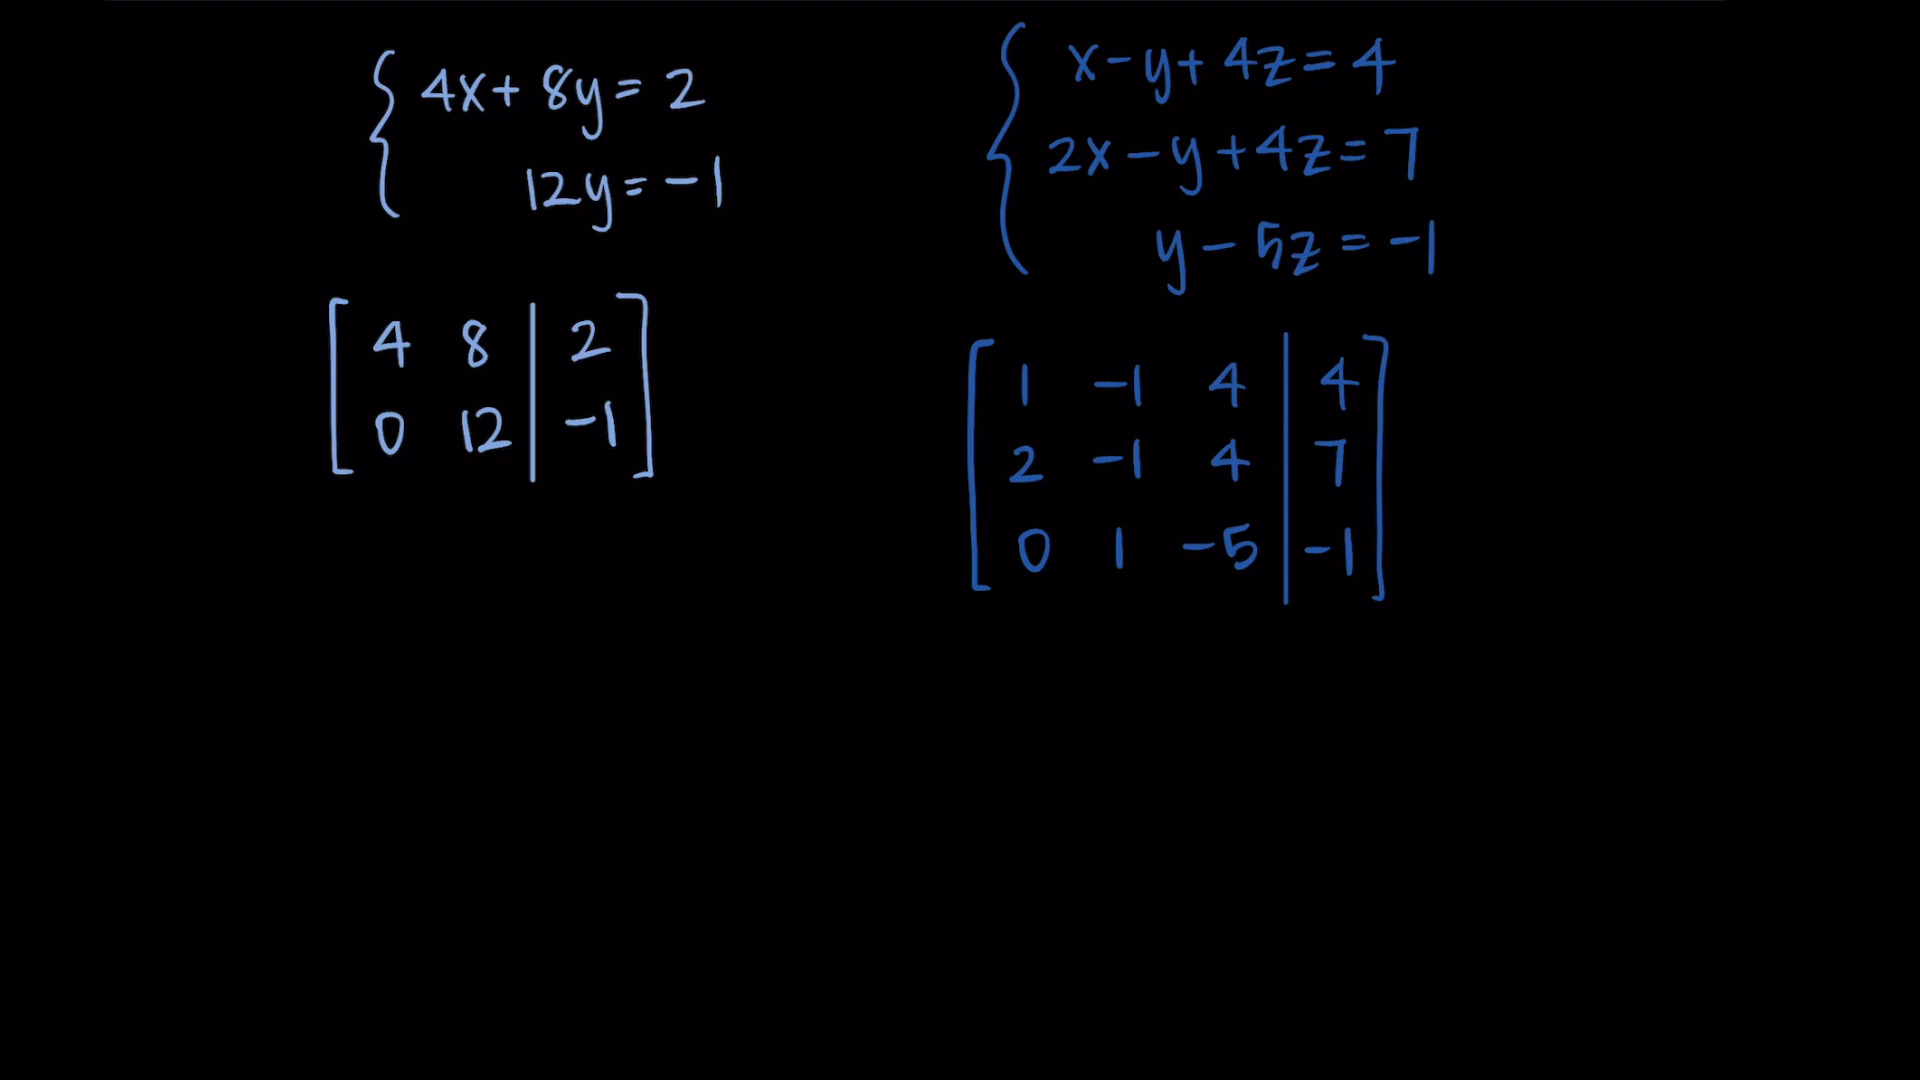 4x + 8y = 2
12y = -1
4 8 | 2
0 12 | -1
x - y + 4z = 4
2x - y + 4z = 7
y - 5z = -1
1 -1 4 | 4
2 -1 4 | 7
0 1 -5 | -1